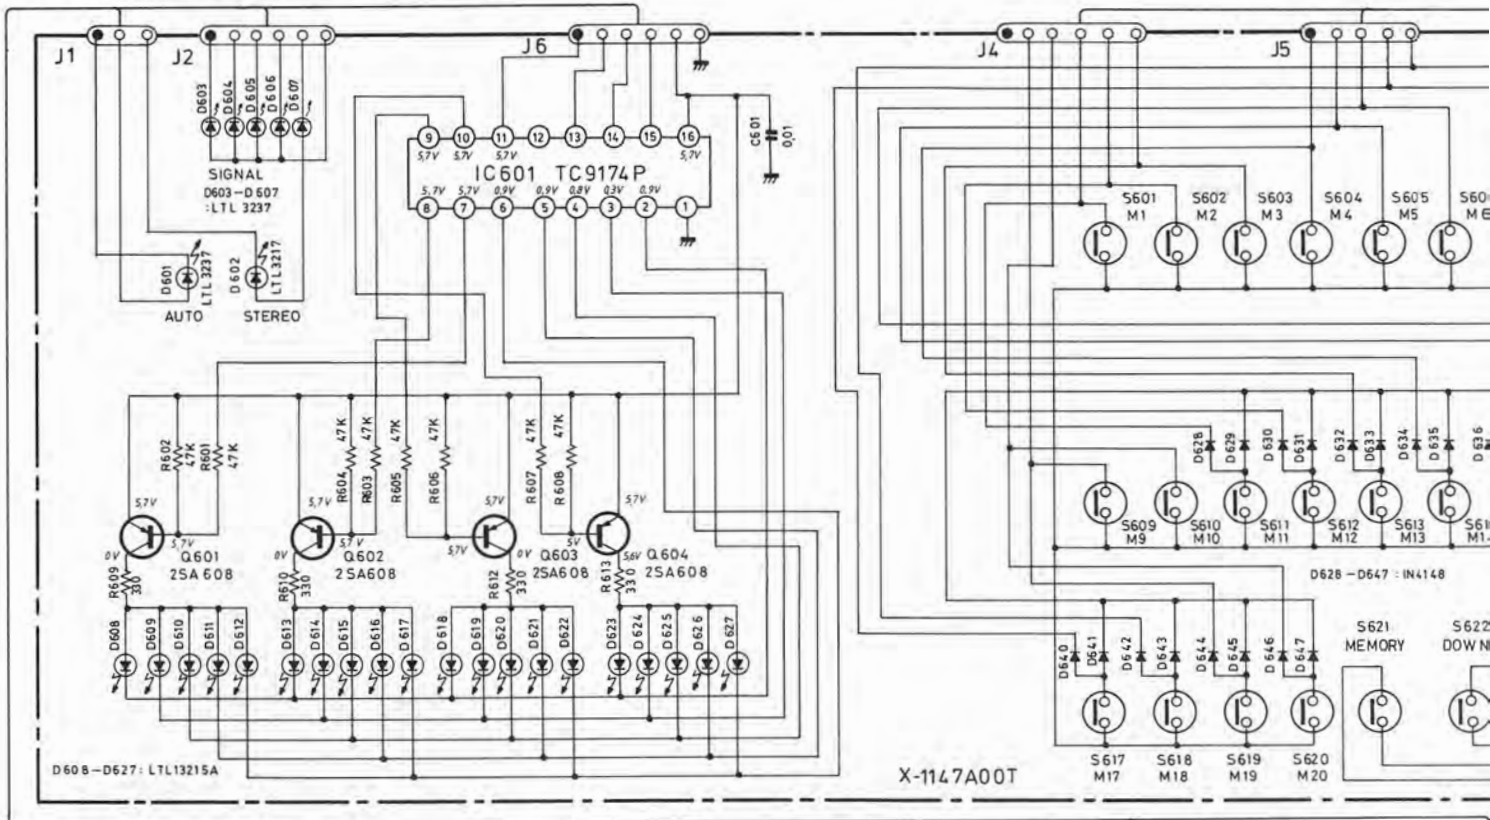 J1
J2
J6
J4
J5
D603
D604
D605
D606
D607
SIGNAL
D603–D607
:LTL 3237
D601
LTL3237
D602
LTL3217
AUTO
STEREO
9
10
11
12
13
14
15
16
5,7V
5,7V
5,7V
5,7V
IC601 TC9174P
5,7V
5,7V
0,9V
0,9V
0,8V
0,3V
0,9V
8
7
6
5
4
3
2
1
C601
0,01
S601
M1
S602
M2
S603
M3
S604
M4
S605
M5
R602
47K
R601
47K
R604
47K
R603
47K
R605
47K
R606
47K
R607
47K
R608
47K
5,7V
5,7V
5,7V
5,7V
0V
5,7V
0V
5,7V
5,7V
0V
5V
5,6V
Q601
2SA608
Q602
2SA608
Q603
2SA608
Q604
2SA608
R609
330
R610
330
R612
330
R613
330
D608
D609
D610
D611
D612
D613
D614
D615
D616
D617
D618
D619
D620
D621
D622
D623
D624
D625
D626
D627
D608–D627: LTL13215A
D628
D629
D630
D631
D632
D633
D634
D635
D636
S609
M9
S610
M10
S611
M11
S612
M12
S613
M13
D628–D647 : IN4148
D640
D641
D642
D643
D644
D645
D646
D647
S621
MEMORY
S622
S617
M17
S618
M18
S619
M19
S620
M20
X-1147A00T